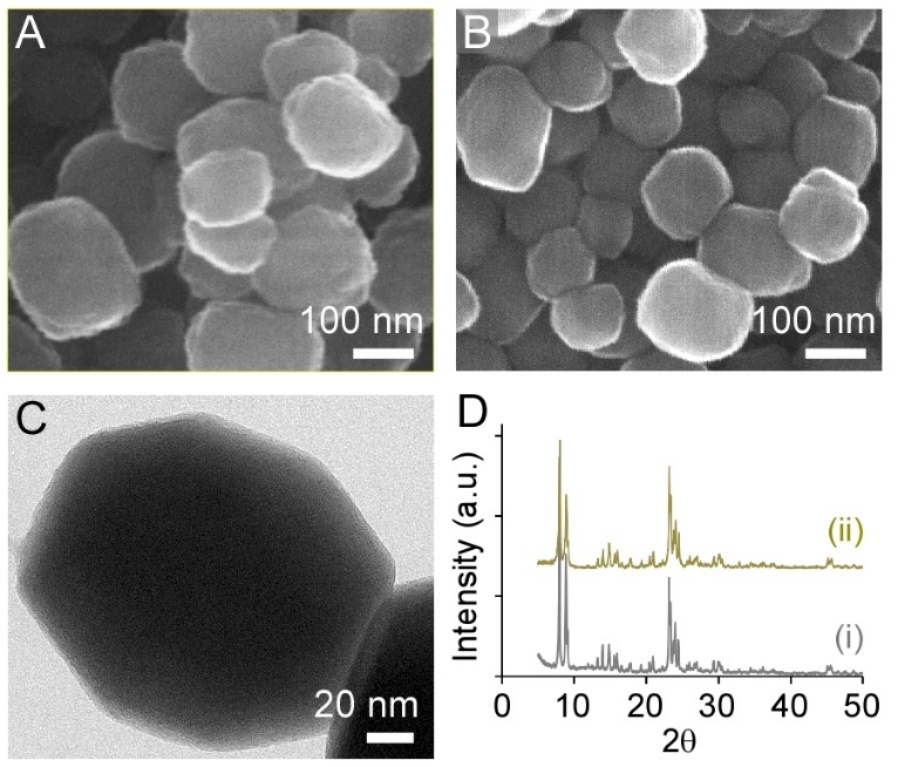 A
100 nm
B
100 nm
C
20 nm
D
Intensity (a.u.)
(ii)
(i)
0 10 20 30 40 50
2θ